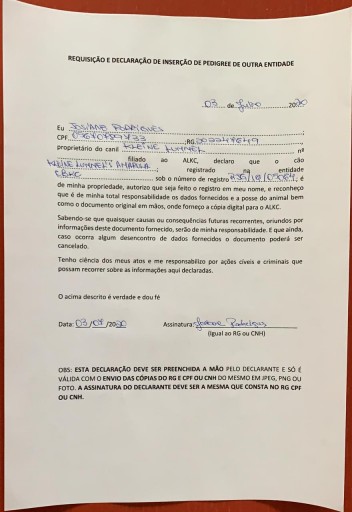 REQUISIÇÃO E DECLARAÇÃO DE INSERÇÃO DE PEDIGREE DE OUTRA ENTIDADE
03 de Julho 2020
Eu JOSIANE RODRIGUES
CPF. ;RG
proprietário do canil KLEINE HUMMEL nº
filiado ao ALKC, declaro que o cão
KLEINE HUMMEL'S AMARULA ; registrado na entidade
CBKC sob o número de registro ; é
de minha propriedade, autorizo que seja feito o registro em meu nome, e reconheço
que é de minha total responsabilidade os dados fornecidos e a posse do animal bem
como o documento original em mãos, onde forneço a cópia digital para o ALKC.
Sabendo-se que quaisquer causas ou consequências futuras recorrentes, oriundos por
informações deste documento fornecido, serão de minha responsabilidade. E que ainda,
caso ocorra algum desencontro de dados fornecidos o documento poderá ser
cancelado.
Tenho ciência dos meus atos e me responsabilizo por ações cíveis e criminais que
possam recorrer sobre as informações aqui declaradas.
O acima descrito é verdade e dou fé
Data: 03/07/2020 Assinatura: Josiane Rodrigues
(Igual ao RG ou CNH)
OBS: ESTA DECLARAÇÃO DEVE SER PREENCHIDA A MÃO PELO DECLARANTE E SÓ É
VÁLIDA COM O ENVIO DAS CÓPIAS DO RG E CPF OU CNH DO MESMO EM JPEG, PNG OU
FOTO. A ASSINATURA DO DECLARANTE DEVE SER A MESMA QUE CONSTA NO RG CPF
OU CNH.